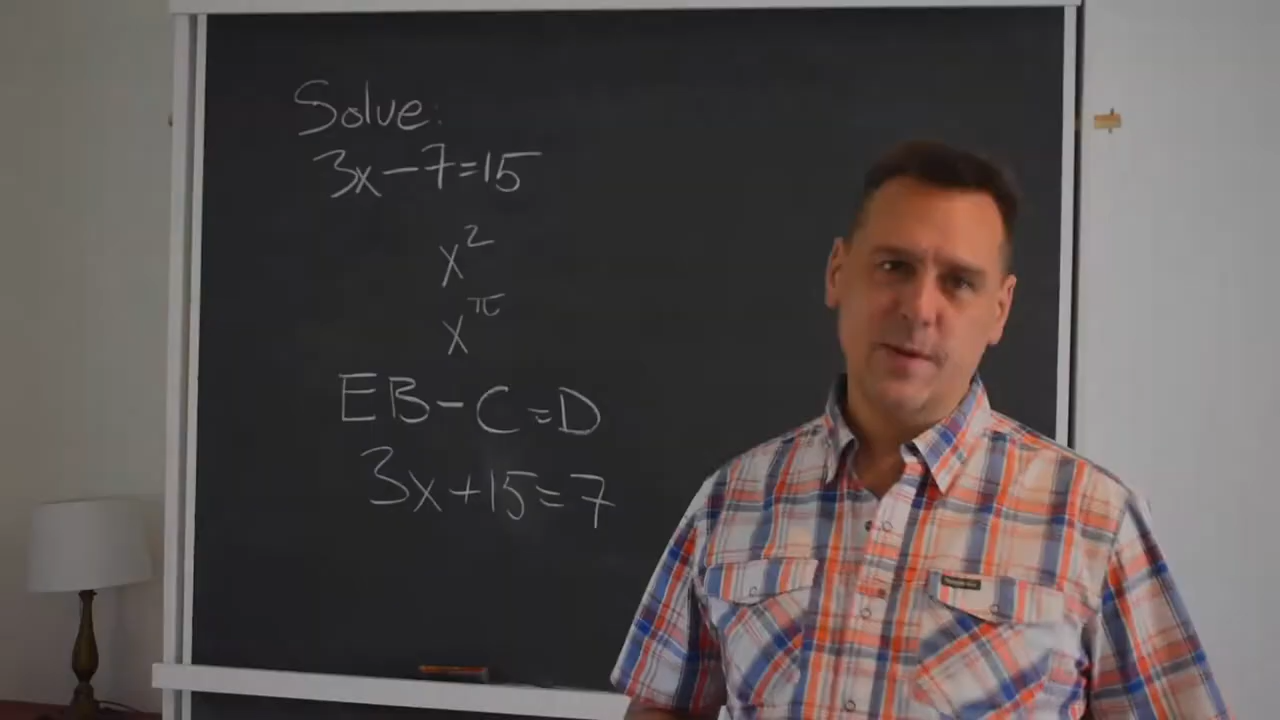 Solve:
3x-7=15
x²
x^π
EB-C=D
3x+15=7